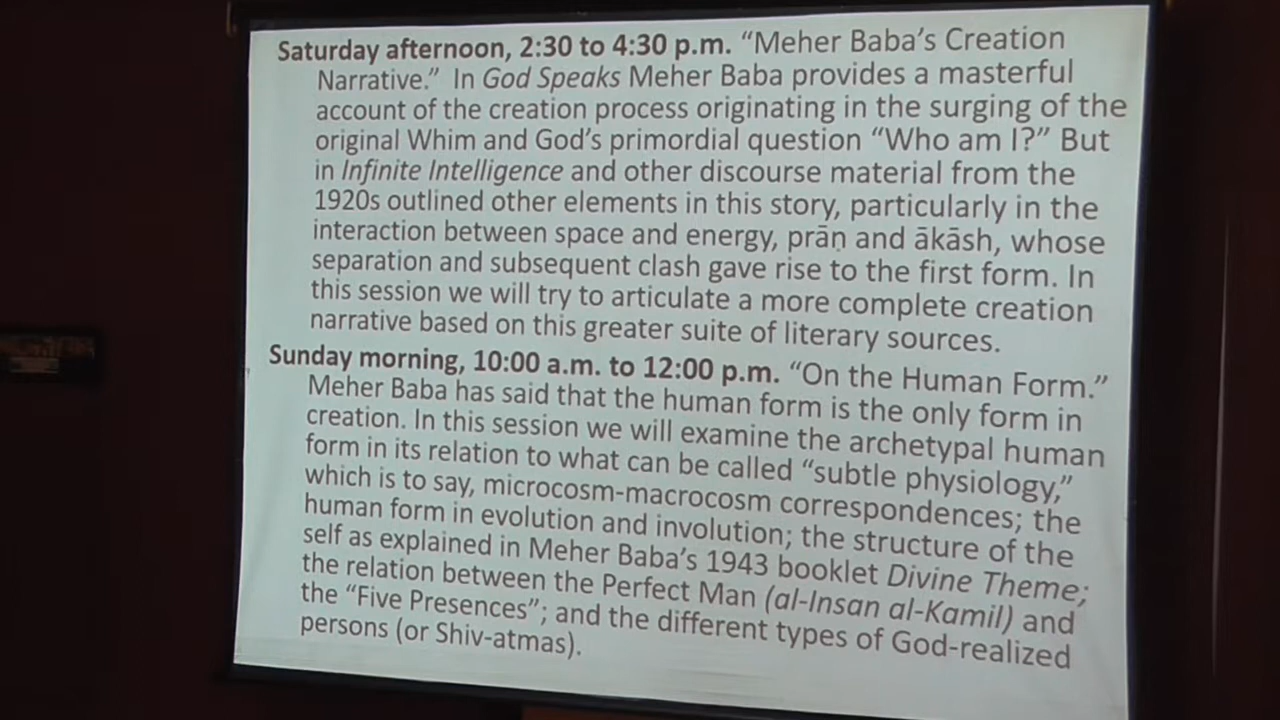 Saturday afternoon, 2:30 to 4:30 p.m. “Meher Baba’s Creation
Narrative.” In God Speaks Meher Baba provides a masterful
account of the creation process originating in the surging of the
original Whim and God’s primordial question “Who am I?” But
in Infinite Intelligence and other discourse material from the
1920s outlined other elements in this story, particularly in the
interaction between space and energy, prāṇ and ākāsh, whose
separation and subsequent clash gave rise to the first form. In
this session we will try to articulate a more complete creation
narrative based on this greater suite of literary sources.
Sunday morning, 10:00 a.m. to 12:00 p.m. “On the Human Form.”
Meher Baba has said that the human form is the only form in
creation. In this session we will examine the archetypal human
form in its relation to what can be called “subtle physiology,”
which is to say, microcosm-macrocosm correspondences; the
human form in evolution and involution; the structure of the
self as explained in Meher Baba’s 1943 booklet Divine Theme;
the relation between the Perfect Man (al-Insan al-Kamil) and
the “Five Presences”; and the different types of God-realized
persons (or Shiv-atmas).